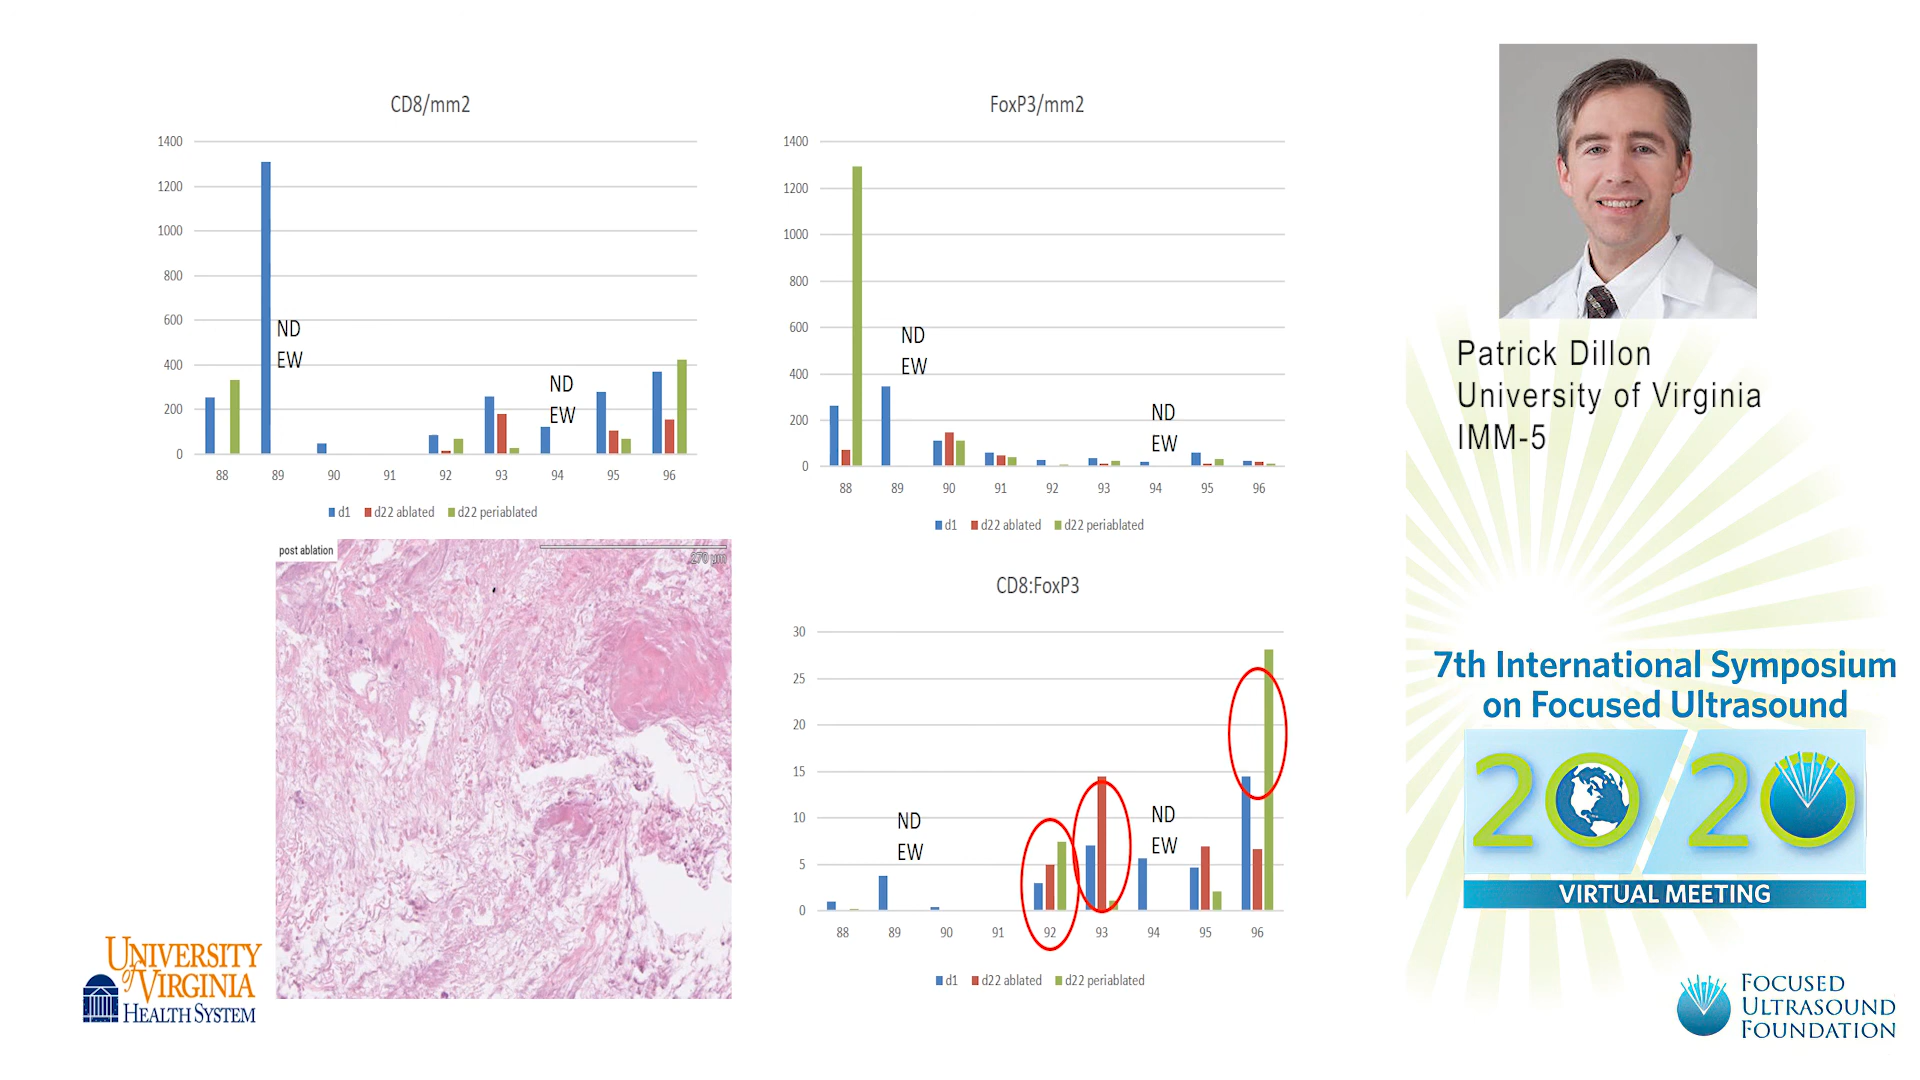 CD8/mm2
1400
1200
1000
800
600
400
200
0
ND
EW
ND
EW
88 89 90 91 92 93 94 95 96
d1 d22 ablated d22 periablated
FoxP3/mm2
1400
1200
1000
800
600
400
200
0
ND
EW
ND
EW
88 89 90 91 92 93 94 95 96
d1 d22 ablated d22 periablated
post ablation
270 µm
CD8:FoxP3
30
25
20
15
10
5
0
ND
EW
ND
EW
88 89 90 91 92 93 94 95 96
d1 d22 ablated d22 periablated
UNIVERSITY
of VIRGINIA
HEALTH SYSTEM
Patrick Dillon
University of Virginia
IMM-5
7th International Symposium
on Focused Ultrasound
20/20
VIRTUAL MEETING
FOCUSED
ULTRASOUND
FOUNDATION